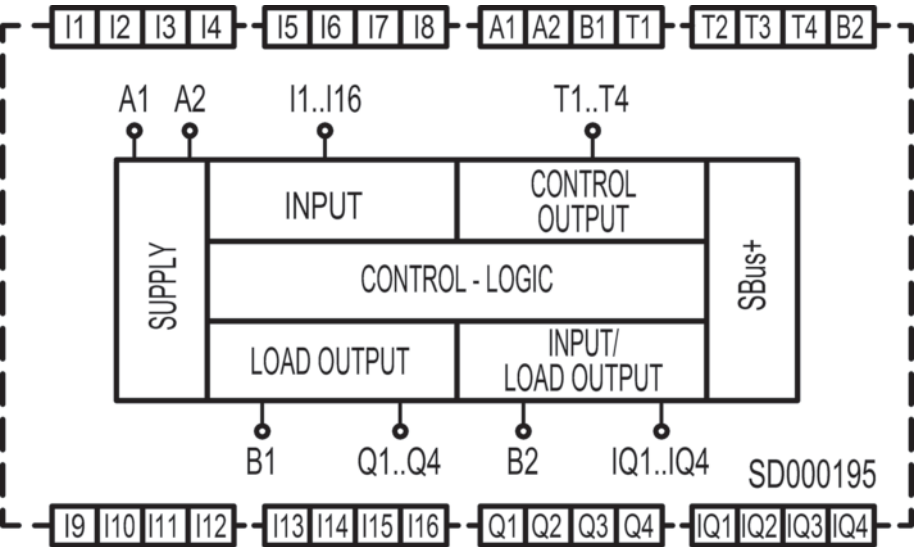 I1 I2 I3 I4 I5 I6 I7 I8 A1 A2 B1 T1 T2 T3 T4 B2
A1 A2 I1..I16 T1..T4
SUPPLY
INPUT
CONTROL
OUTPUT
CONTROL - LOGIC
SBus+
LOAD OUTPUT
INPUT/
LOAD OUTPUT
B1 Q1..Q4 B2 IQ1..IQ4
SD000195
I9 I10 I11 I12 I13 I14 I15 I16 Q1 Q2 Q3 Q4 IQ1 IQ2 IQ3 IQ4